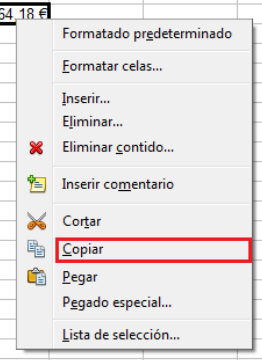 64,18 €
Formatado predeterminado
Formatar celas...
Inserir...
Eliminar...
Eliminar contido...
Inserir comentario
Cortar
Copiar
Pegar
Pegado especial...
Lista de selección...